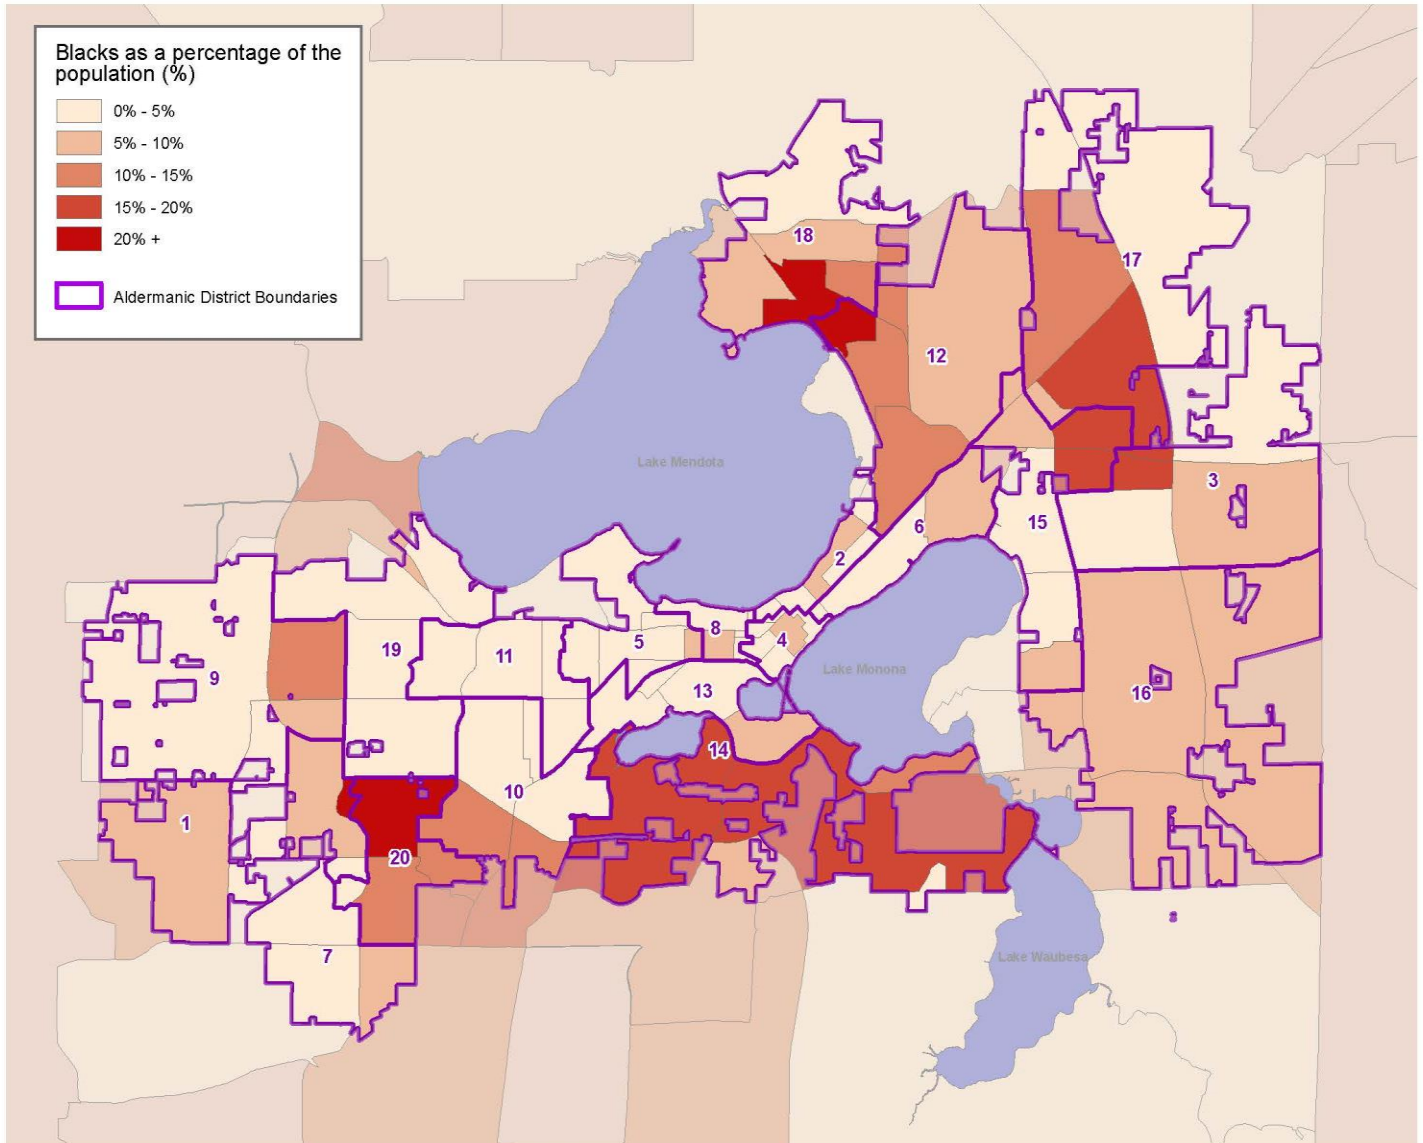 Blacks as a percentage of the
population (%)
0% - 5%
5% - 10%
10% - 15%
15% - 20%
20% +
Aldermanic District Boundaries
18
17
12
Lake Mendota
3
6
15
2
8
5
4
19
11
9
Lake Monona
13
16
14
10
1
20
7
Lake Waubesa